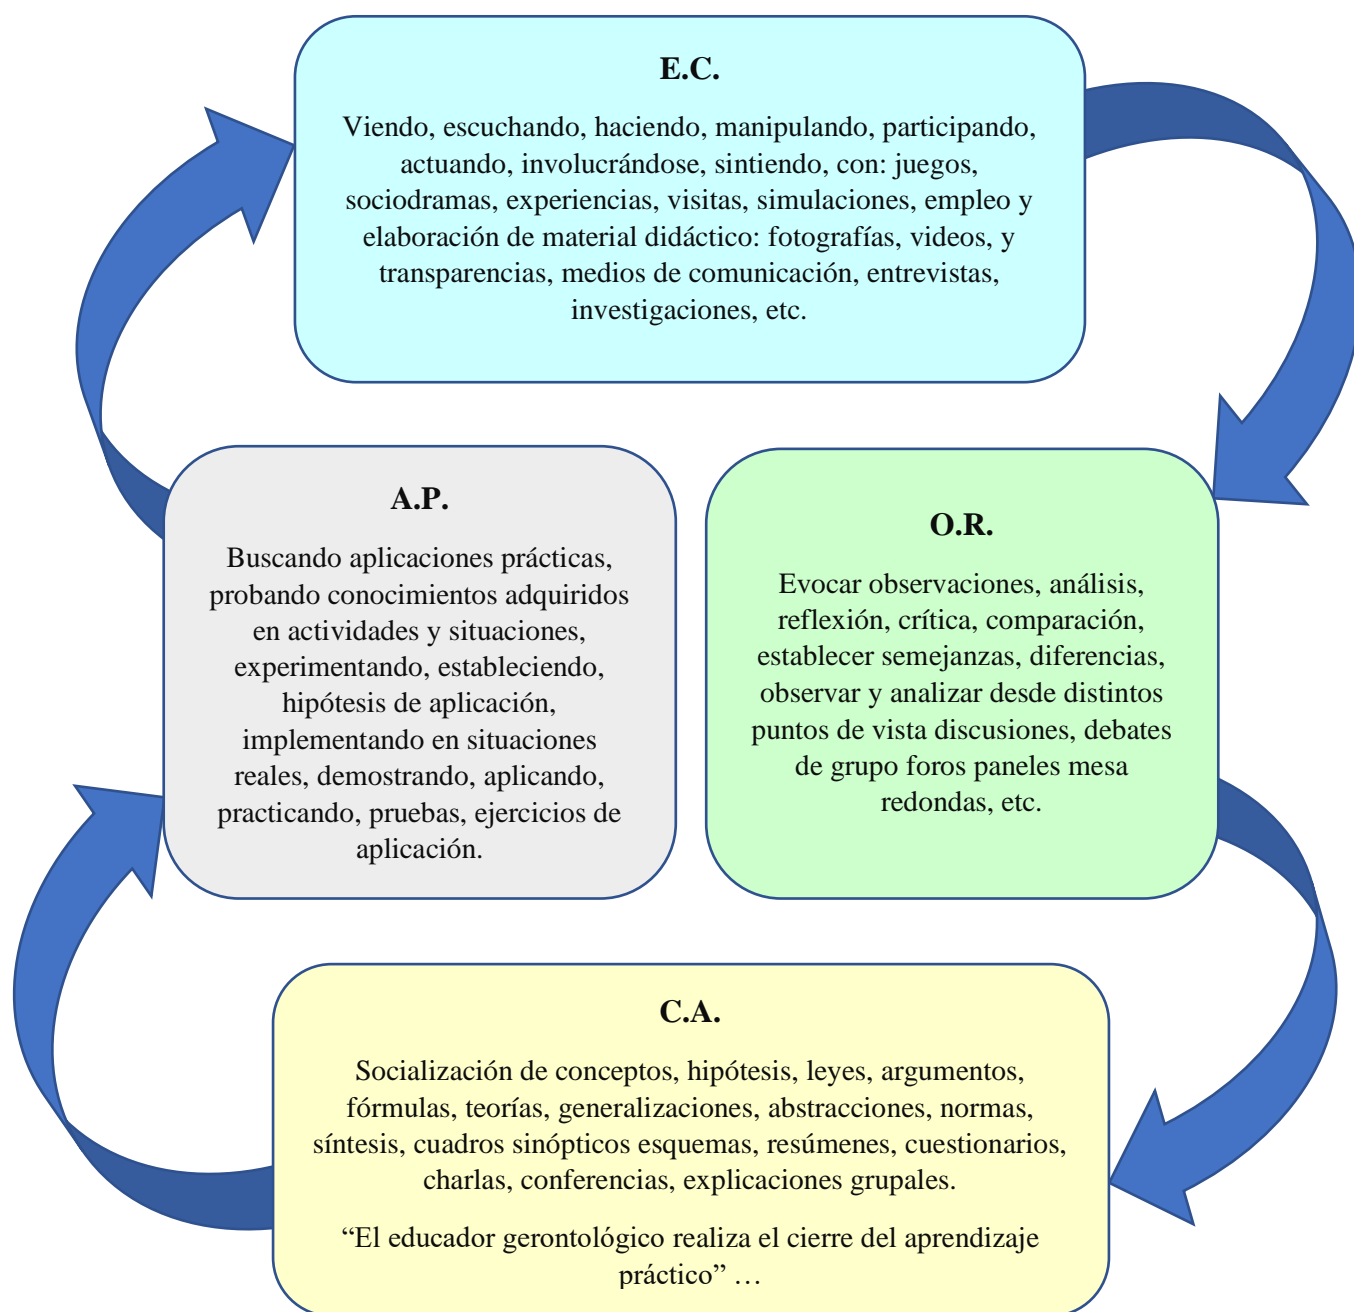 E.C.
Viendo, escuchando, haciendo, manipulando, participando,
actuando, involucrándose, sintiendo, con: juegos,
sociodramas, experiencias, visitas, simulaciones, empleo y
elaboración de material didáctico: fotografías, videos, y
transparencias, medios de comunicación, entrevistas,
investigaciones, etc.
A.P.
Buscando aplicaciones prácticas,
probando conocimientos adquiridos
en actividades y situaciones,
experimentando, estableciendo,
hipótesis de aplicación,
implementando en situaciones
reales, demostrando, aplicando,
practicando, pruebas, ejercicios de
aplicación.
O.R.
Evocar observaciones, análisis,
reflexión, crítica, comparación,
establecer semejanzas, diferencias,
observar y analizar desde distintos
puntos de vista discusiones, debates
de grupo foros paneles mesa
redondas, etc.
C.A.
Socialización de conceptos, hipótesis, leyes, argumentos,
fórmulas, teorías, generalizaciones, abstracciones, normas,
síntesis, cuadros sinópticos esquemas, resúmenes, cuestionarios,
charlas, conferencias, explicaciones grupales.
“El educador gerontológico realiza el cierre del aprendizaje
práctico” …